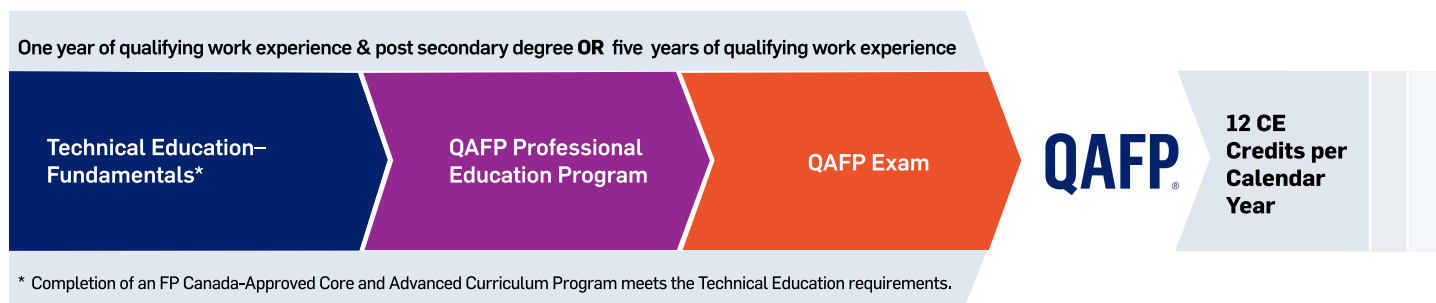 One year of qualifying work experience & post secondary degree OR five years of qualifying work experience
Technical Education–
Fundamentals*
QAFP Professional
Education Program
QAFP Exam
QAFP®
12 CE
Credits per
Calendar
Year
* Completion of an FP Canada-Approved Core and Advanced Curriculum Program meets the Technical Education requirements.